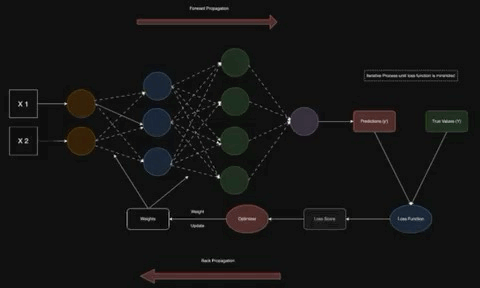 Forward Propagation
Iterative Process until loss function is minimized
X 1
X 2
Predictions (y')
True Values (Y)
Weights
Weight
Update
Optimiser
Loss Score
Loss Function
Back Propagation